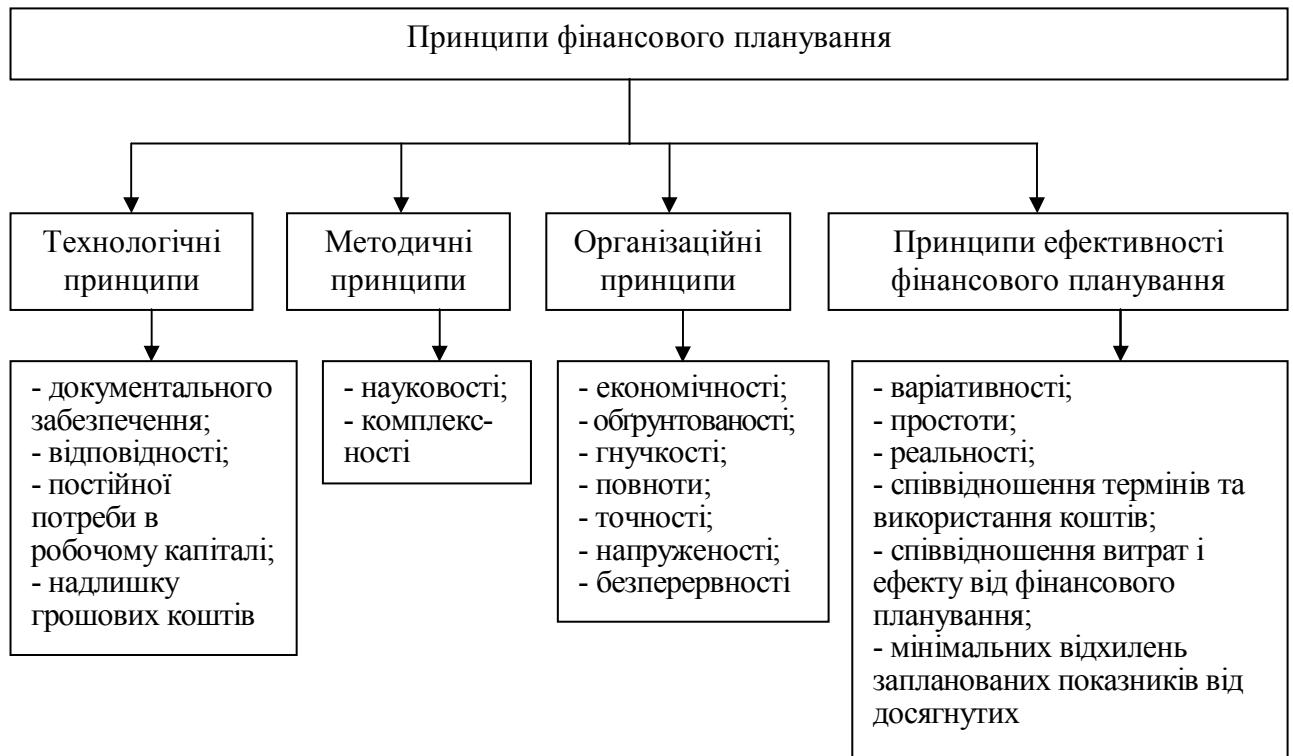 Принципи фінансового планування
Технологічні
принципи
Методичні
принципи
Організаційні
принципи
Принципи ефективності
фінансового планування
- документального
забезпечення;
- відповідності;
- постійної
потреби в
робочому капіталі;
- надлишку
грошових коштів
- науковості;
- комплекс-
ності
- економічності;
- обґрунтованості;
- гнучкості;
- повноти;
- точності;
- напруженості;
- безперервності
- варіативності;
- простоти;
- реальності;
- співвідношення термінів та
використання коштів;
- співвідношення витрат і
ефекту від фінансового
планування;
- мінімальних відхилень
запланованих показників від
досягнутих